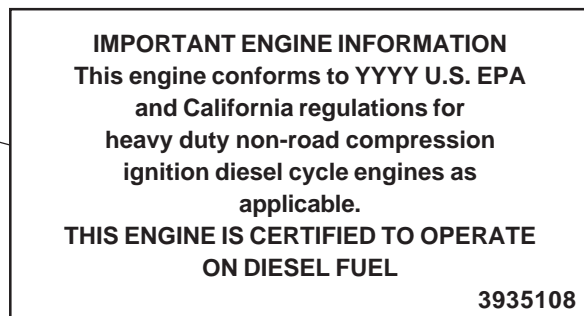 IMPORTANT ENGINE INFORMATION
This engine conforms to YYYY U.S. EPA
and California regulations for
heavy duty non-road compression
ignition diesel cycle engines as
applicable.
THIS ENGINE IS CERTIFIED TO OPERATE
ON DIESEL FUEL
3935108